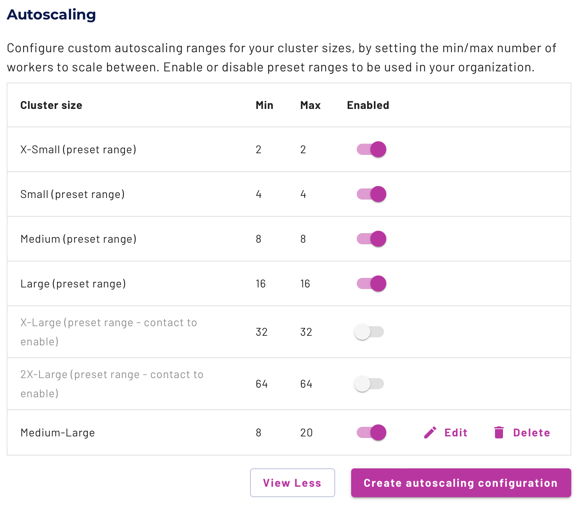 Autoscaling
Configure custom autoscaling ranges for your cluster sizes, by setting the min/max number of
workers to scale between. Enable or disable preset ranges to be used in your organization.
Cluster size Min Max Enabled
X-Small (preset range) 2 2
Small (preset range) 4 4
Medium (preset range) 8 8
Large (preset range) 16 16
X-Large (preset range - contact to
enable) 32 32
2X-Large (preset range - contact to
enable) 64 64
Medium-Large 8 20 Edit Delete
View Less Create autoscaling configuration